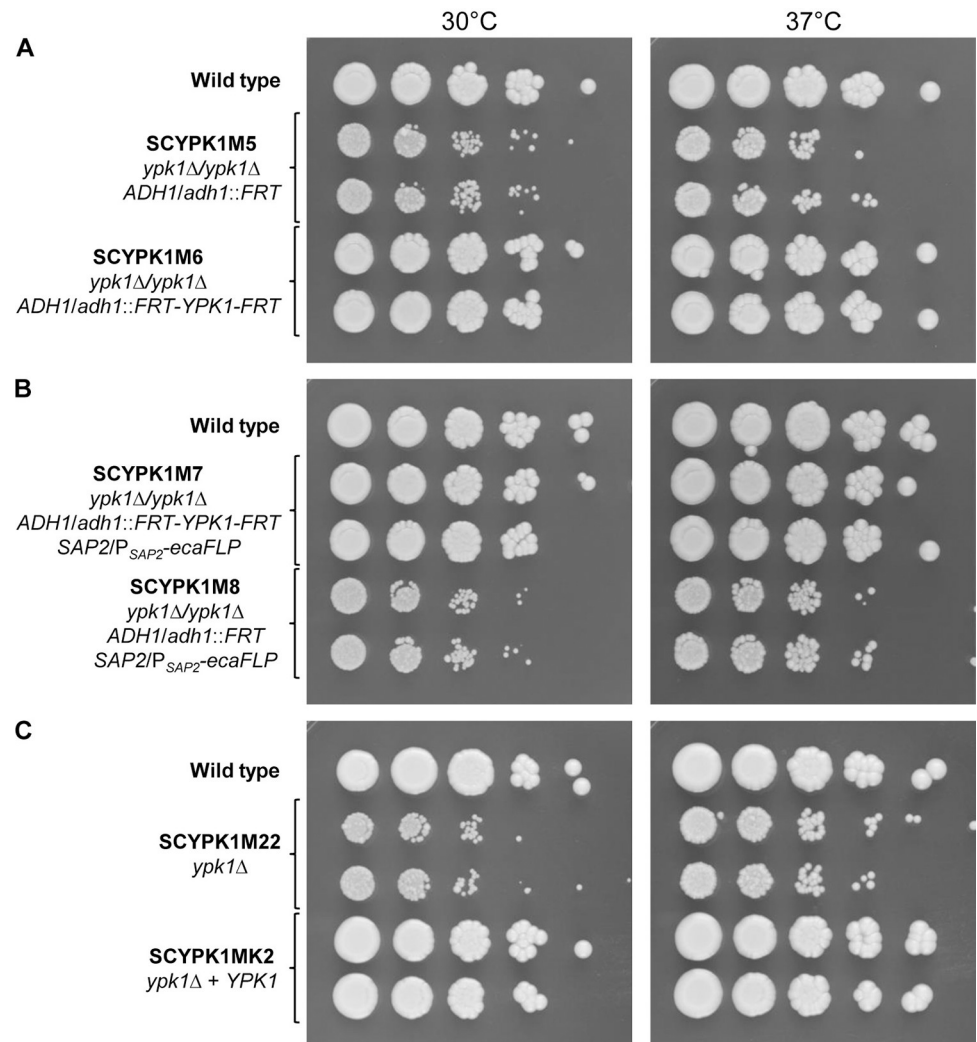 30°C
37°C
A
Wild type
SCYPK1M5
ypk1Δ/ypk1Δ
ADH1/adh1::FRT
SCYPK1M6
ypk1Δ/ypk1Δ
ADH1/adh1::FRT-YPK1-FRT
B
Wild type
SCYPK1M7
ypk1Δ/ypk1Δ
ADH1/adh1::FRT-YPK1-FRT
SAP2/PSAP2-ecaFLP
SCYPK1M8
ypk1Δ/ypk1Δ
ADH1/adh1::FRT
SAP2/PSAP2-ecaFLP
C
Wild type
SCYPK1M22
ypk1Δ
SCYPK1MK2
ypk1Δ + YPK1